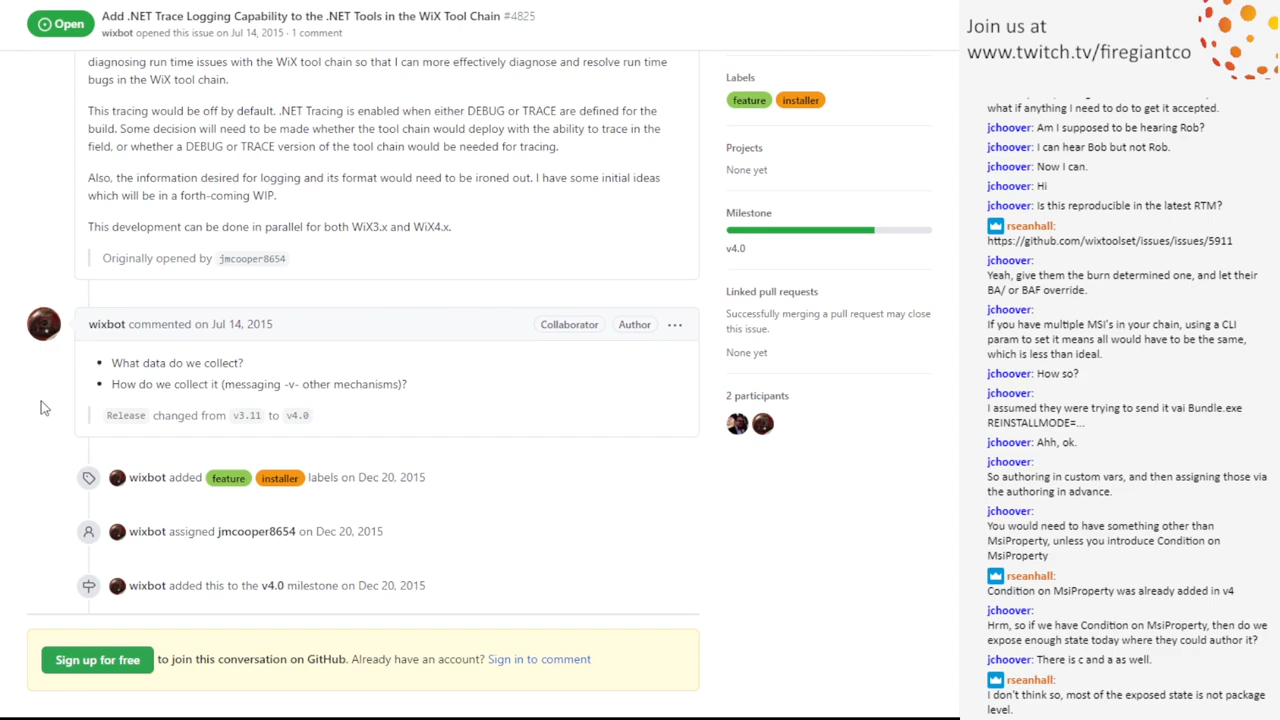 Open
Add .NET Trace Logging Capability to the .NET Tools in the WiX Tool Chain #4825
wixbot opened this issue on Jul 14, 2015 · 1 comment
diagnosing run time issues with the WiX tool chain so that I can more effectively diagnose and resolve run time
bugs in the WiX tool chain.
This tracing would be off by default. .NET Tracing is enabled when either DEBUG or TRACE are defined for the
build. Some decision will need to be made whether the tool chain would deploy with the ability to trace in the
field, or whether a DEBUG or TRACE version of the tool chain would be needed for tracing.
Also, the information desired for logging and its format would need to be ironed out. I have some initial ideas
which will be in a forth-coming WIP.
This development can be done in parallel for both WiX3.x and WiX4.x.
Originally opened by jmcooper8654
wixbot commented on Jul 14, 2015
Collaborator
Author
What data do we collect?
How do we collect it (messaging -v- other mechanisms)?
Release changed from v3.11 to v4.0
wixbot added feature installer labels on Dec 20, 2015
wixbot assigned jmcooper8654 on Dec 20, 2015
wixbot added this to the v4.0 milestone on Dec 20, 2015
Sign up for free to join this conversation on GitHub. Already have an account? Sign in to comment
Labels
feature installer
Projects
None yet
Milestone
v4.0
Linked pull requests
Successfully merging a pull request may close
this issue.
None yet
2 participants
Join us at
www.twitch.tv/firegiantco
what if anything I need to do to get it accepted.
jchoover: Am I supposed to be hearing Rob?
jchoover: I can hear Bob but not Rob.
jchoover: Now I can.
jchoover: Hi
jchoover: Is this reproducible in the latest RTM?
rseanhall:
https://github.com/wixtoolset/issues/issues/5911
jchoover:
Yeah, give them the burn determined one, and let their
BA/ or BAF override.
jchoover:
If you have multiple MSI's in your chain, using a CLI
param to set it means all would have to be the same,
which is less than ideal.
jchoover: How so?
jchoover:
I assumed they were trying to send it vai Bundle.exe
REINSTALLMODE=...
jchoover: Ahh, ok.
jchoover:
So authoring in custom vars, and then assigning those via
the authoring in advance.
jchoover:
You would need to have something other than
MsiProperty, unless you introduce Condition on
MsiProperty
rseanhall:
Condition on MsiProperty was already added in v4
jchoover:
Hrm, so if we have Condition on MsiProperty, then do we
expose enough state today where they could author it?
jchoover: There is c and a as well.
rseanhall:
I don't think so, most of the exposed state is not package
level.